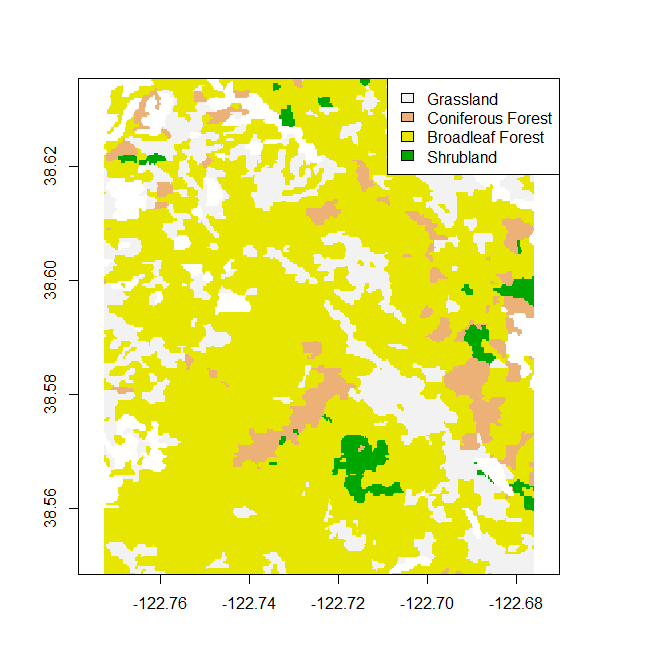 Grassland
Coniferous Forest
Broadleaf Forest
Shrubland
38.62
38.60
38.58
38.56
-122.76 -122.74 -122.72 -122.70 -122.68